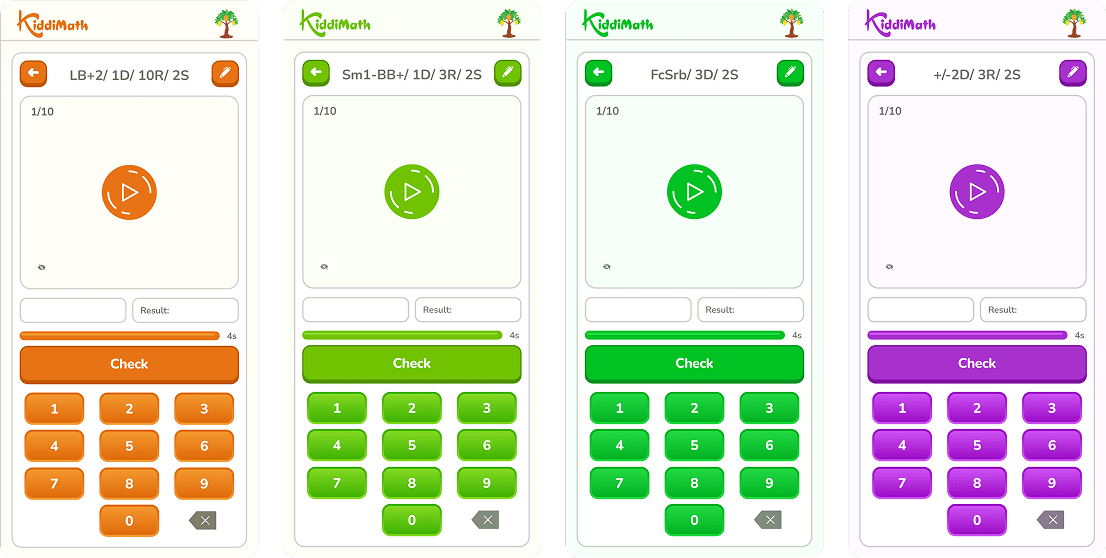 KiddiMath
LB+2/ 1D/ 10R/ 2S
1/10
Result:
4s
Check
1 2 3
4 5 6
7 8 9
0
KiddiMath
Sm1-BB+/ 1D/ 3R/ 2S
1/10
Result:
4s
Check
1 2 3
4 5 6
7 8 9
0
KiddiMath
FcSrb/ 3D/ 2S
1/10
Result:
4s
Check
1 2 3
4 5 6
7 8 9
0
KiddiMath
+/-2D/ 3R/ 2S
1/10
Result:
4s
Check
1 2 3
4 5 6
7 8 9
0